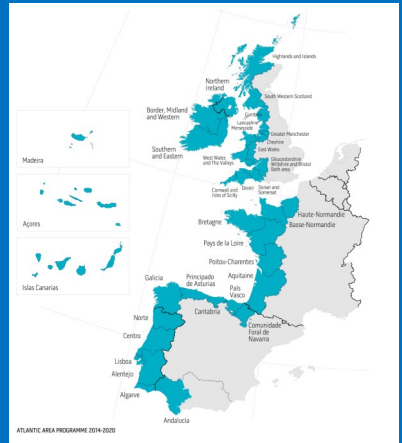 Highlands and Islands
Northern
Ireland
South Western Scotland
Border, Midland
and Western
Cumbria
Lancashire
Merseyside
Greater Manchester
Cheshire
East Wales
Southern
and Eastern
West Wales
and The Valleys
Gloucestershire
Wiltshire and Bristol
Bath area
Madeira
Cornwall and
Isles of Scilly
Devon
Dorset and
Somerset
Açores
Haute-Normandie
Basse-Normandie
Bretagne
Pays de la Loire
Poitou-Charentes
Islas Canarias
Galicia
Principado
de Asturias
Aquitaine
País
Vasco
Cantabria
Norte
Comunidade
Foral de
Navarra
Centro
Lisboa
Alentejo
Algarve
Andalucía
ATLANTIC AREA PROGRAMME 2014-2020